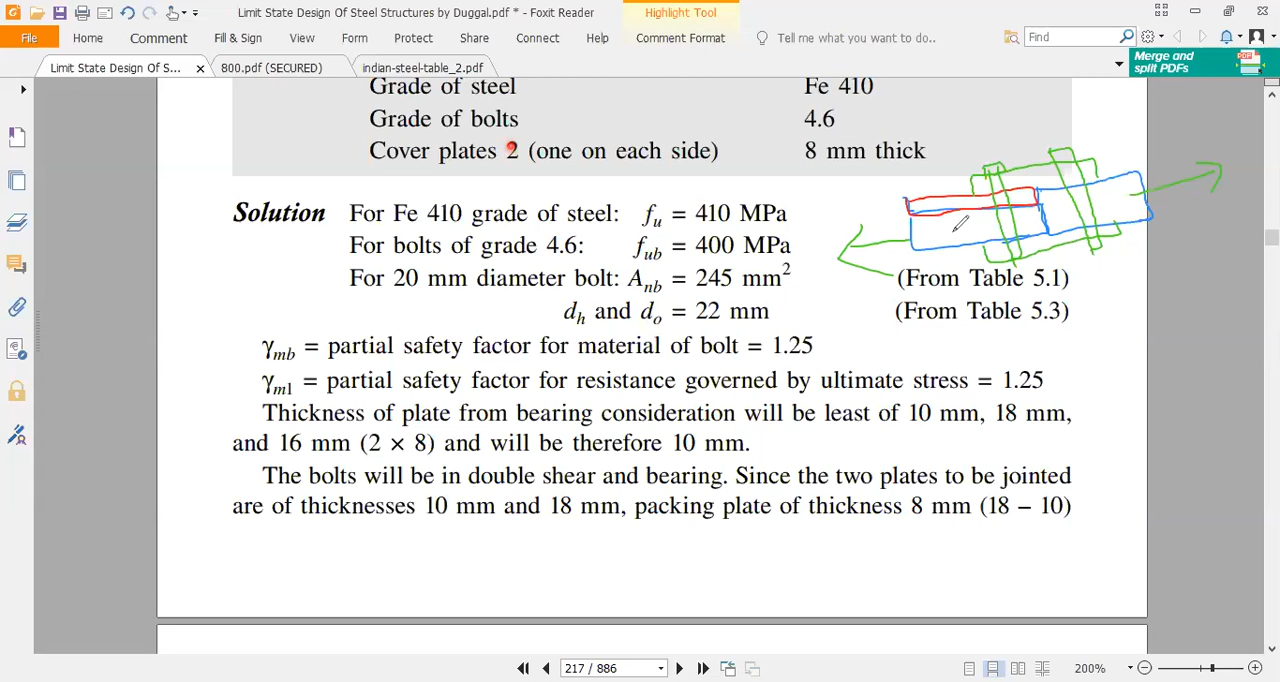 Limit State Design Of Steel Structures by Duggal.pdf * - Foxit Reader
Highlight Tool
File
Home
Comment
Fill & Sign
View
Form
Protect
Share
Connect
Help
Comment Format
Tell me what you want to do..
Find
Limit State Design Of S...
800.pdf (SECURED)
indian-steel-table_2.pdf
Merge and
split PDFs
PDF
Grade of steel Fe 410
Grade of bolts 4.6
Cover plates 2 (one on each side) 8 mm thick
Solution For Fe 410 grade of steel: fu = 410 MPa
For bolts of grade 4.6: fub = 400 MPa
For 20 mm diameter bolt: Anb = 245 mm2 (From Table 5.1)
dh and do = 22 mm (From Table 5.3)
γmb = partial safety factor for material of bolt = 1.25
γm1 = partial safety factor for resistance governed by ultimate stress = 1.25
Thickness of plate from bearing consideration will be least of 10 mm, 18 mm,
and 16 mm (2 × 8) and will be therefore 10 mm.
The bolts will be in double shear and bearing. Since the two plates to be jointed
are of thicknesses 10 mm and 18 mm, packing plate of thickness 8 mm (18 − 10)
217 / 886
200%